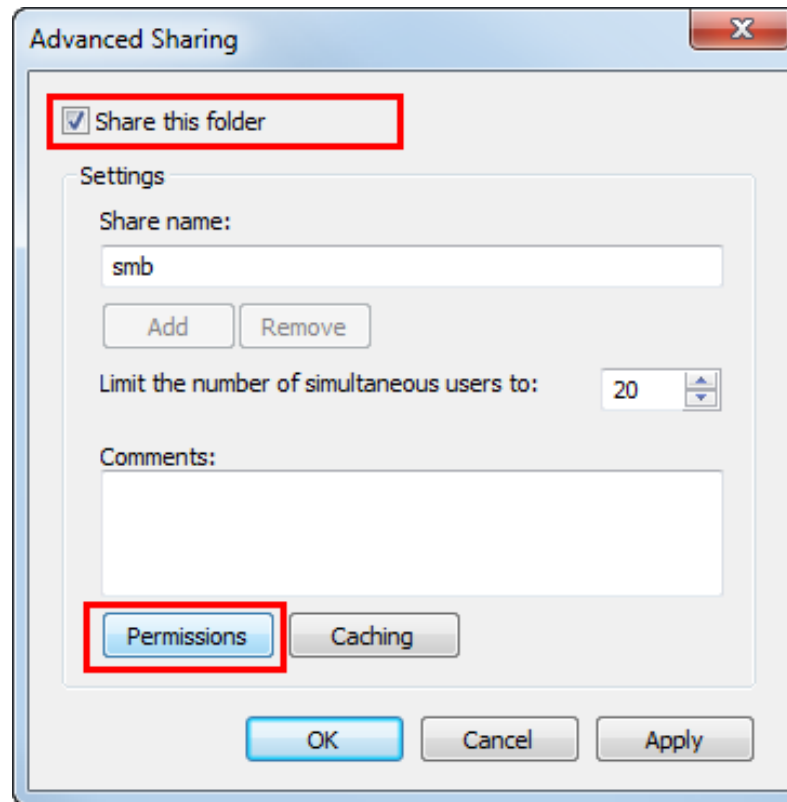 Advanced Sharing
Share this folder
Settings
Share name:
smb
Add Remove
Limit the number of simultaneous users to: 20
Comments:
Permissions Caching
OK Cancel Apply